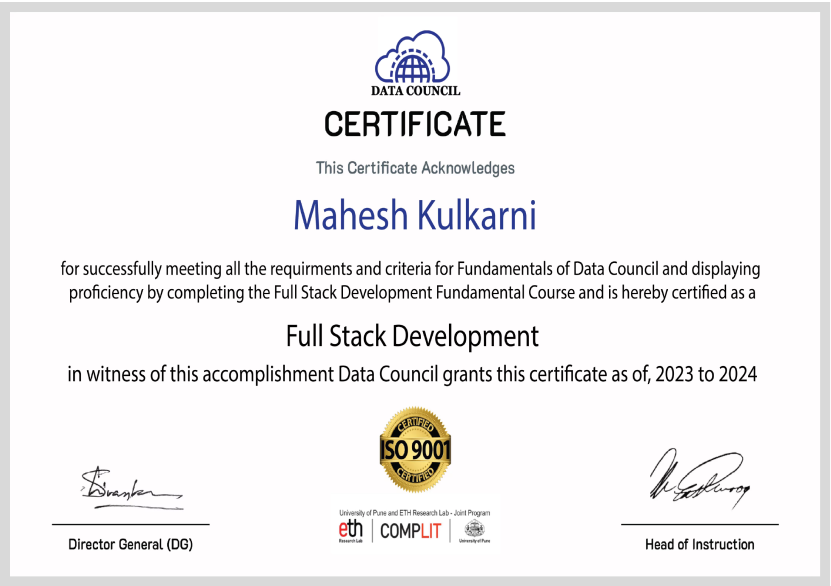 DATA COUNCIL
CERTIFICATE
This Certificate Acknowledges
Mahesh Kulkarni
for successfully meeting all the requirments and criteria for Fundamentals of Data Council and displaying
proficiency by completing the Full Stack Development Fundamental Course and is hereby certified as a
Full Stack Development
in witness of this accomplishment Data Council grants this certificate as of, 2023 to 2024
CERTIFIED
ISO 9001
CERTIFIED
University of Pune and ETH Research Lab - Joint Program
eth
Research Lab
COMPLIT
University of Pune
Director General (DG)
Head of Instruction